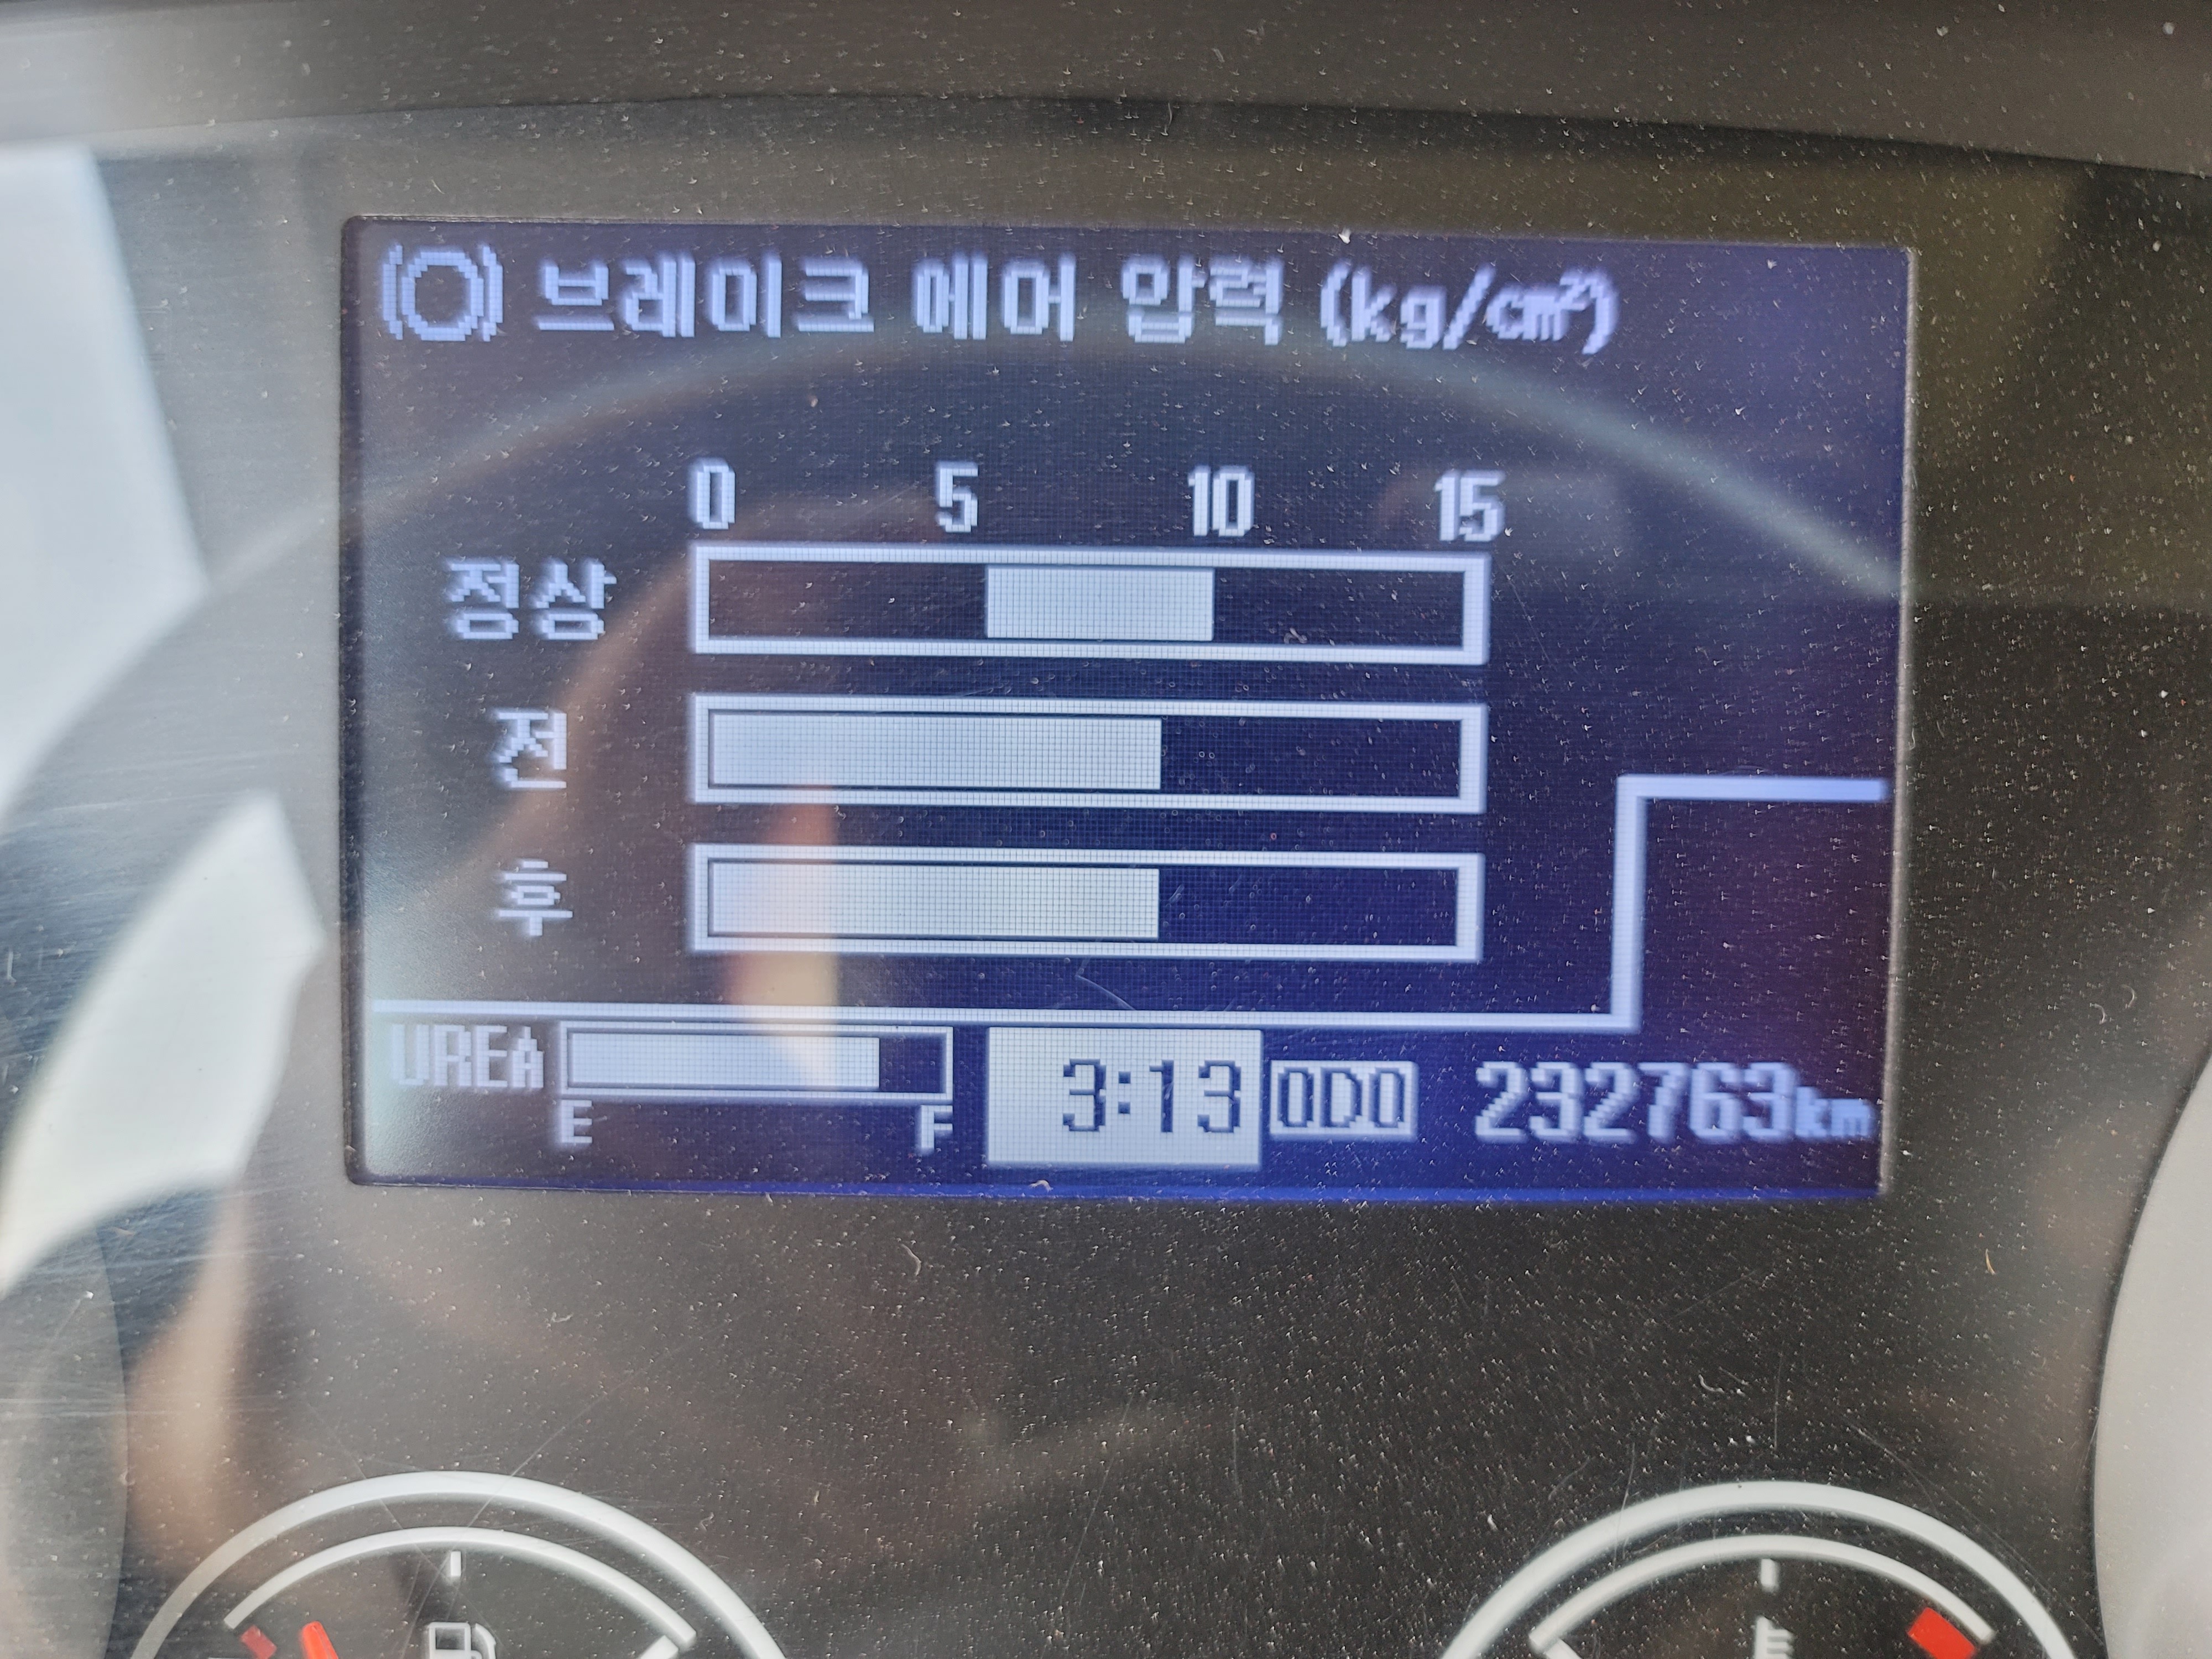 브레이크 에어 압력 (kg/cm²)
0 5 10 15
정상
전
후
UREA 3:13 ODO 232763km
E F